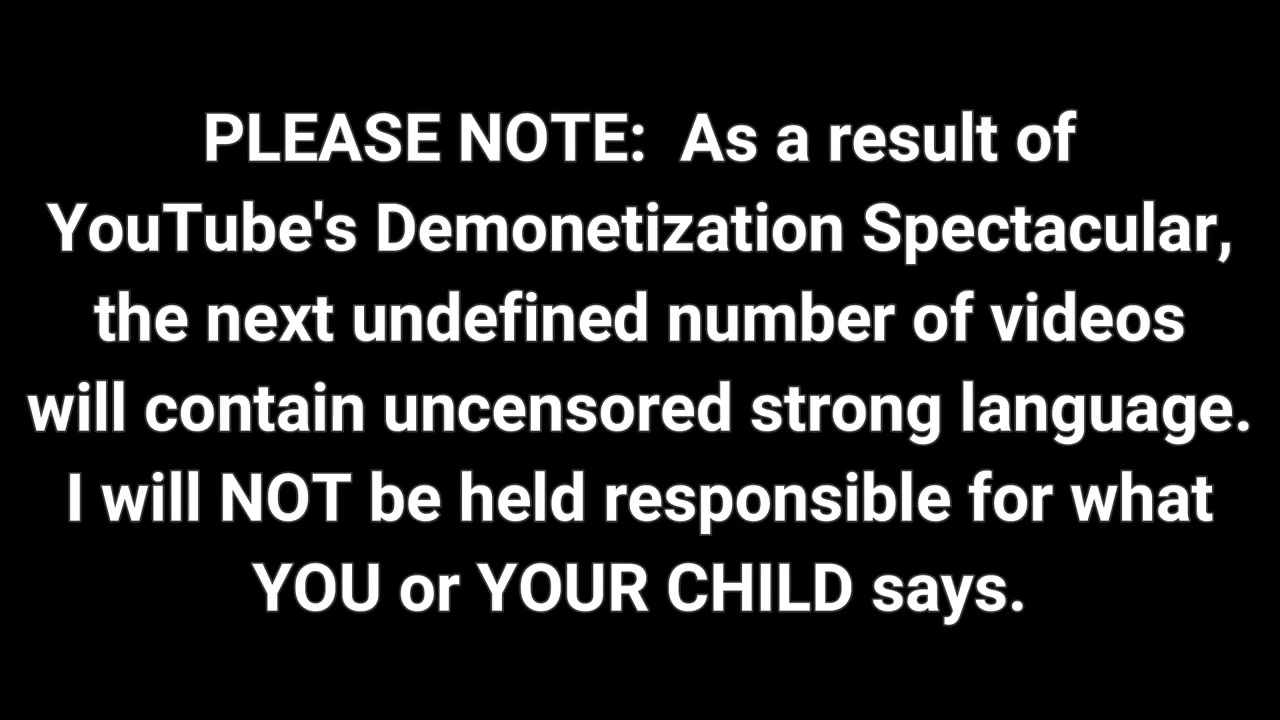 PLEASE NOTE:  As a result of
YouTube's Demonetization Spectacular,
the next undefined number of videos
will contain uncensored strong language.
I will NOT be held responsible for what
YOU or YOUR CHILD says.